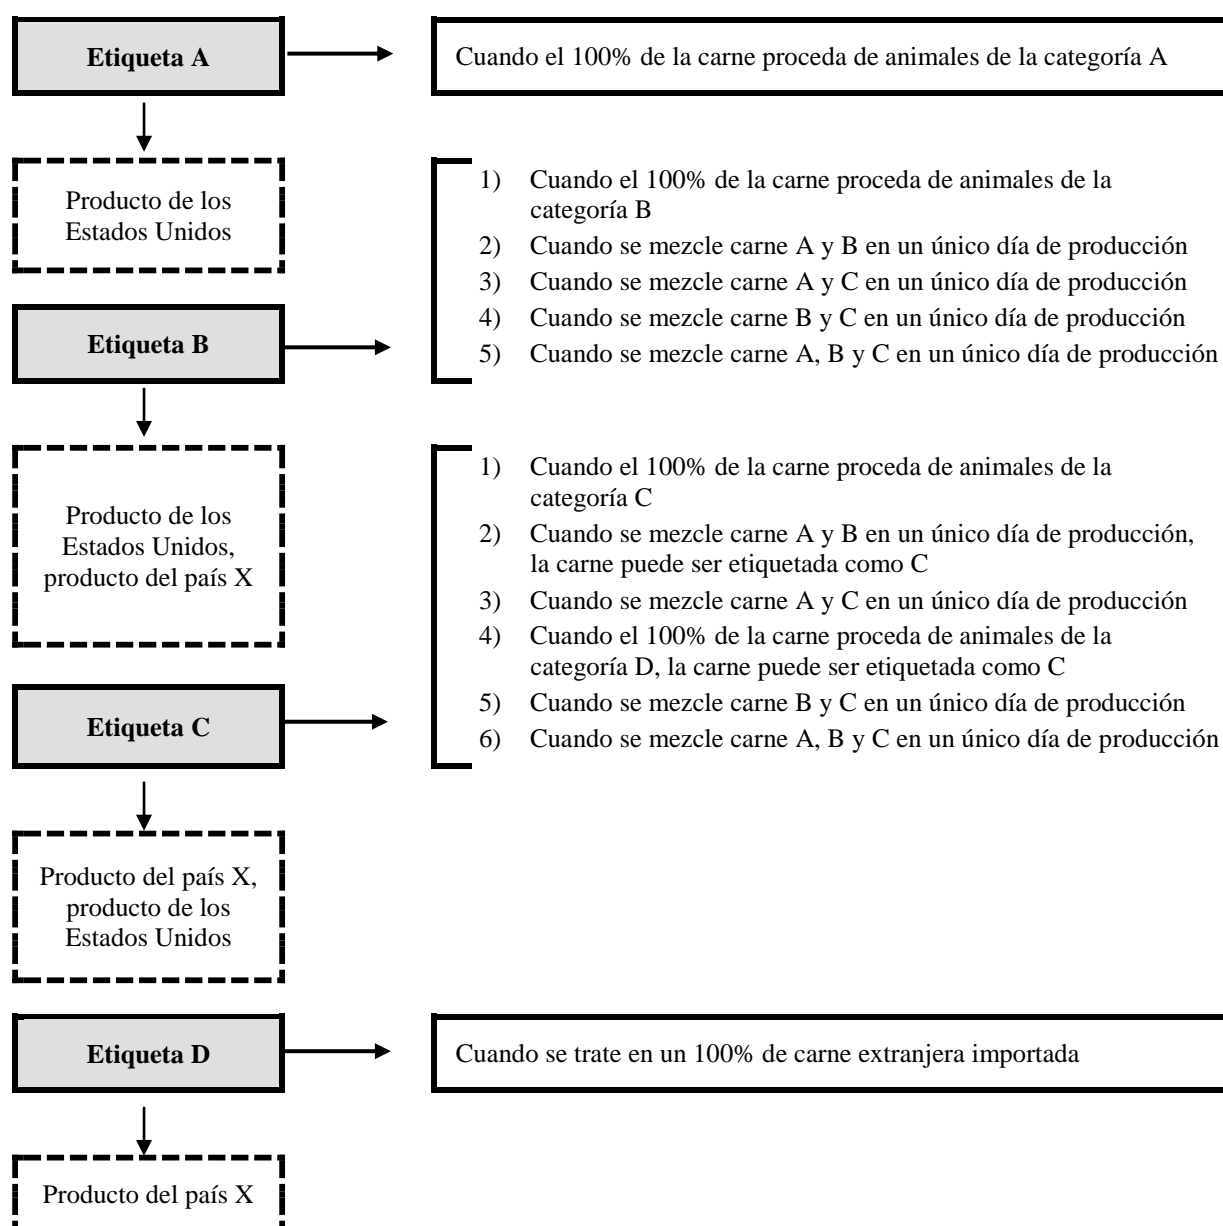 Etiqueta A
Cuando el 100% de la carne proceda de animales de la categoría A
Producto de los
Estados Unidos
1) Cuando el 100% de la carne proceda de animales de la
categoría B
2) Cuando se mezcle carne A y B en un único día de producción
3) Cuando se mezcle carne A y C en un único día de producción
4) Cuando se mezcle carne B y C en un único día de producción
5) Cuando se mezcle carne A, B y C en un único día de producción
Etiqueta B
Producto de los
Estados Unidos,
producto del país X
1) Cuando el 100% de la carne proceda de animales de la
categoría C
2) Cuando se mezcle carne A y B en un único día de producción,
la carne puede ser etiquetada como C
3) Cuando se mezcle carne A y C en un único día de producción
4) Cuando el 100% de la carne proceda de animales de la
categoría D, la carne puede ser etiquetada como C
5) Cuando se mezcle carne B y C en un único día de producción
6) Cuando se mezcle carne A, B y C en un único día de producción
Etiqueta C
Producto del país X,
producto de los
Estados Unidos
Etiqueta D
Cuando se trate en un 100% de carne extranjera importada
Producto del país X